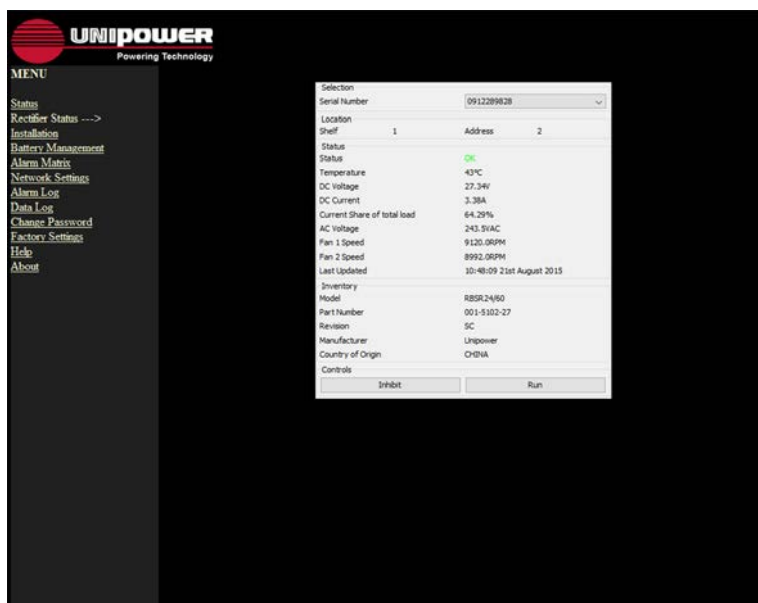 UNIPOWER
Powering Technology
MENU
Status
Rectifier Status --->
Installation
Battery Management
Alarm Matrix
Network Settings
Alarm Log
Data Log
Change Password
Factory Settings
Help
About
Selection
Serial Number 0912289828
Location
Shelf 1 Address 2
Status
Status OK
Temperature 43°C
DC Voltage 27.34V
DC Current 3.38A
Current Share of total load 64.29%
AC Voltage 243.5VAC
Fan 1 Speed 9120.0RPM
Fan 2 Speed 8992.0RPM
Last Updated 10:48:09 21st August 2015
Inventory
Model RBSR24/60
Part Number 001-5102-27
Revision SC
Manufacturer Unipower
Country of Origin CHINA
Controls
Inhibit Run